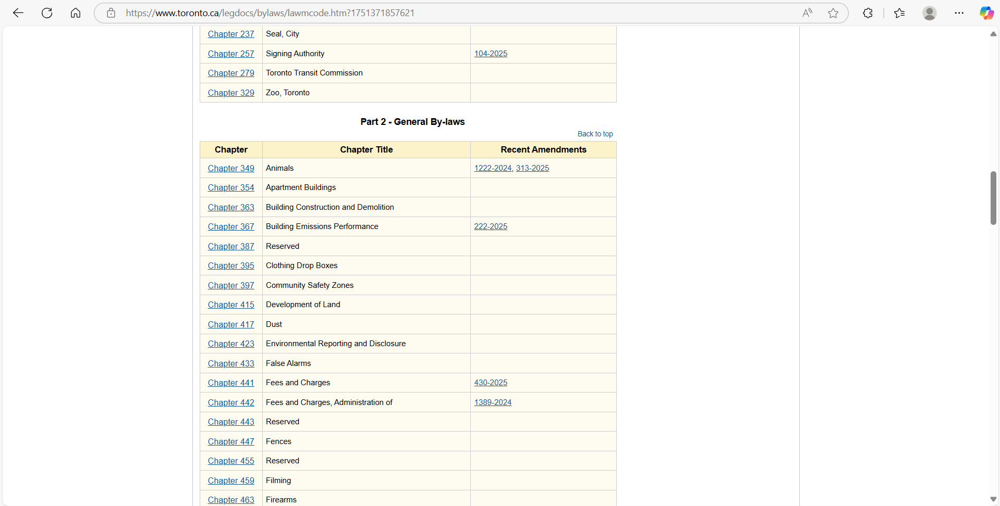 https://www.toronto.ca/legdocs/bylaws/lawmcode.htm?1751371857621
Chapter 237 Seal, City
Chapter 257 Signing Authority 104-2025
Chapter 279 Toronto Transit Commission
Chapter 329 Zoo, Toronto
Part 2 - General By-laws
Back to top
Chapter Chapter Title Recent Amendments
Chapter 349 Animals 1222-2024, 313-2025
Chapter 354 Apartment Buildings
Chapter 363 Building Construction and Demolition
Chapter 367 Building Emissions Performance 222-2025
Chapter 387 Reserved
Chapter 395 Clothing Drop Boxes
Chapter 397 Community Safety Zones
Chapter 415 Development of Land
Chapter 417 Dust
Chapter 423 Environmental Reporting and Disclosure
Chapter 433 False Alarms
Chapter 441 Fees and Charges 430-2025
Chapter 442 Fees and Charges, Administration of 1389-2024
Chapter 443 Reserved
Chapter 447 Fences
Chapter 455 Reserved
Chapter 459 Filming
Chapter 463 Firearms